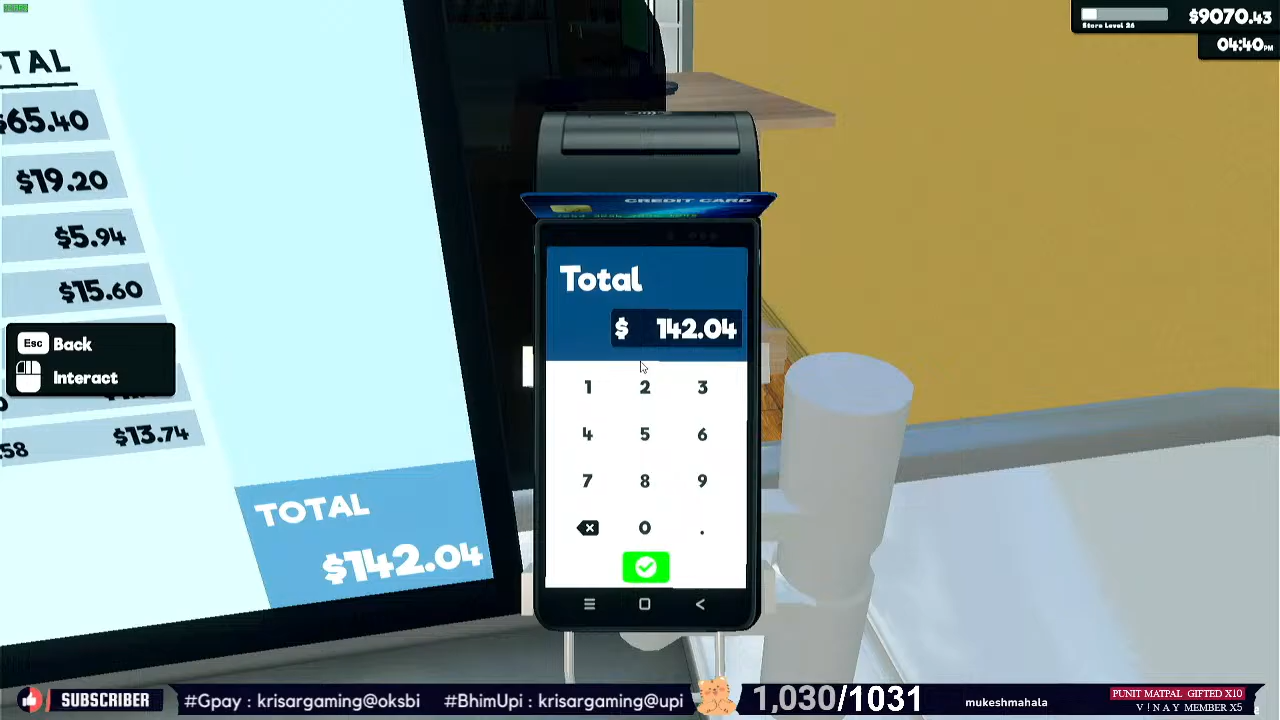 $9070.43
Store Level 26
04:40PM
TAL
$65.40
$19.20
$5.94
$15.60
$13.74
.58
TOTAL
$142.04
Esc Back
Interact
CREDIT CARD
Total
$ 142.04
1 2 3
4 5 6
7 8 9
0 .
SUBSCRIBER
#Gpay : krisargaming@oksbi
#BhimUpi : krisargaming@upi
1,030/1031
mukeshmahala
PUNIT MATPAL GIFTED X10
V ! N A Y MEMBER X5